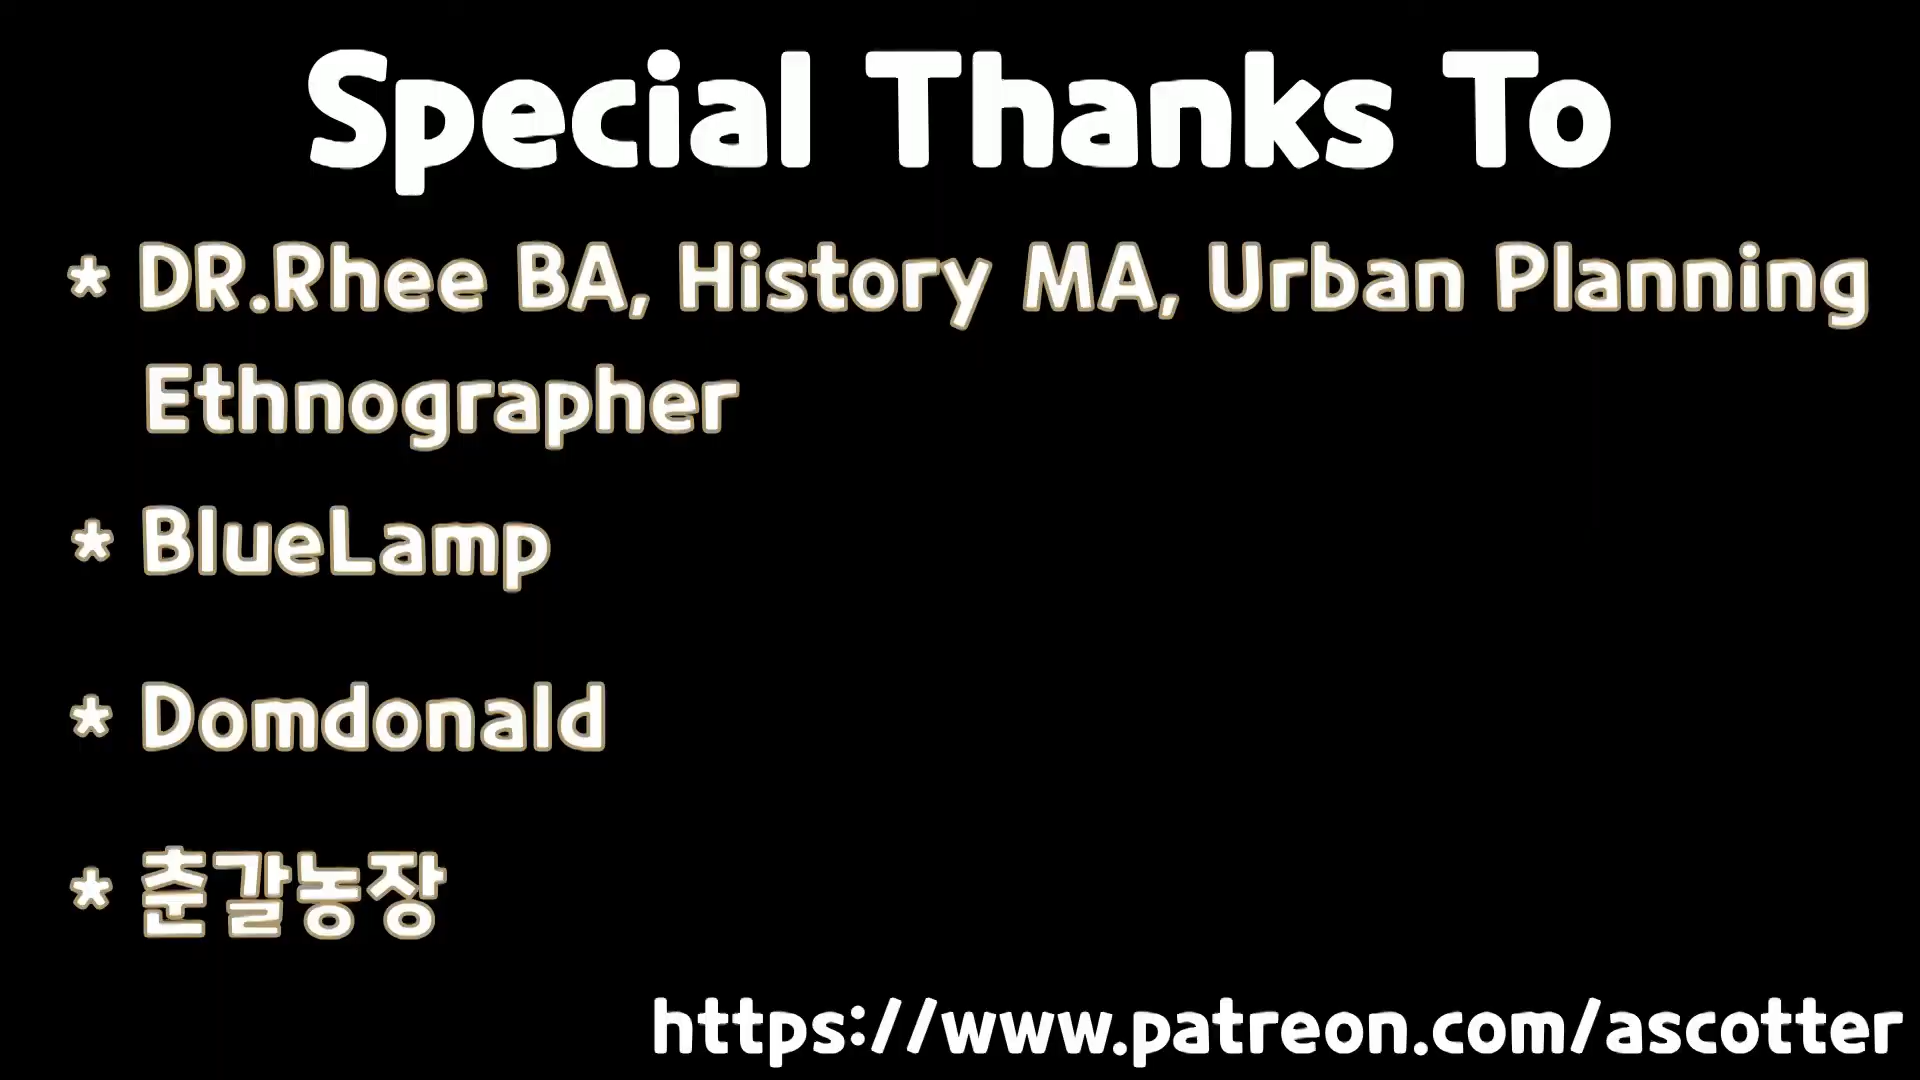 Special Thanks To
* DR.Rhee BA, History MA, Urban Planning
Ethnographer
* BlueLamp
* Domdonald
* 춘갈농장
https://www.patreon.com/ascotter